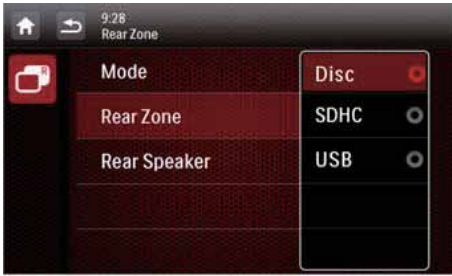 9:28
Rear Zone
Mode
Disc
Rear Zone
SDHC
Rear Speaker
USB